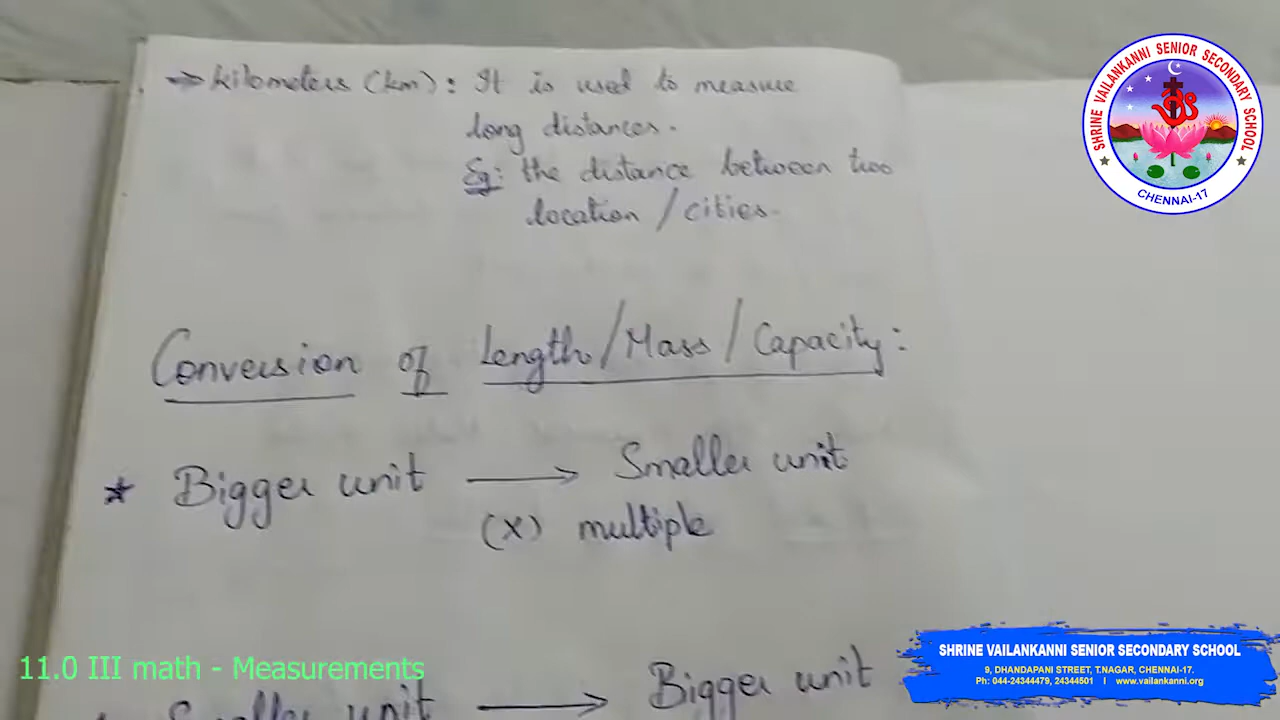 → kilometers (km) : It is used to measure
long distances.
Eg: the distance between two
location / cities.
Conversion of Length/Mass/Capacity:
* Bigger unit → Smaller unit
(x) multiple
Smaller unit → Bigger unit
SHRINE VAILANKANNI SENIOR SECONDARY SCHOOL
CHENNAI-17
11.0 III math - Measurements
SHRINE VAILANKANNI SENIOR SECONDARY SCHOOL
9, DHANDAPANI STREET, T.NAGAR, CHENNAI-17.
Ph: 044-24344479, 24344501 I www.vailankanni.org